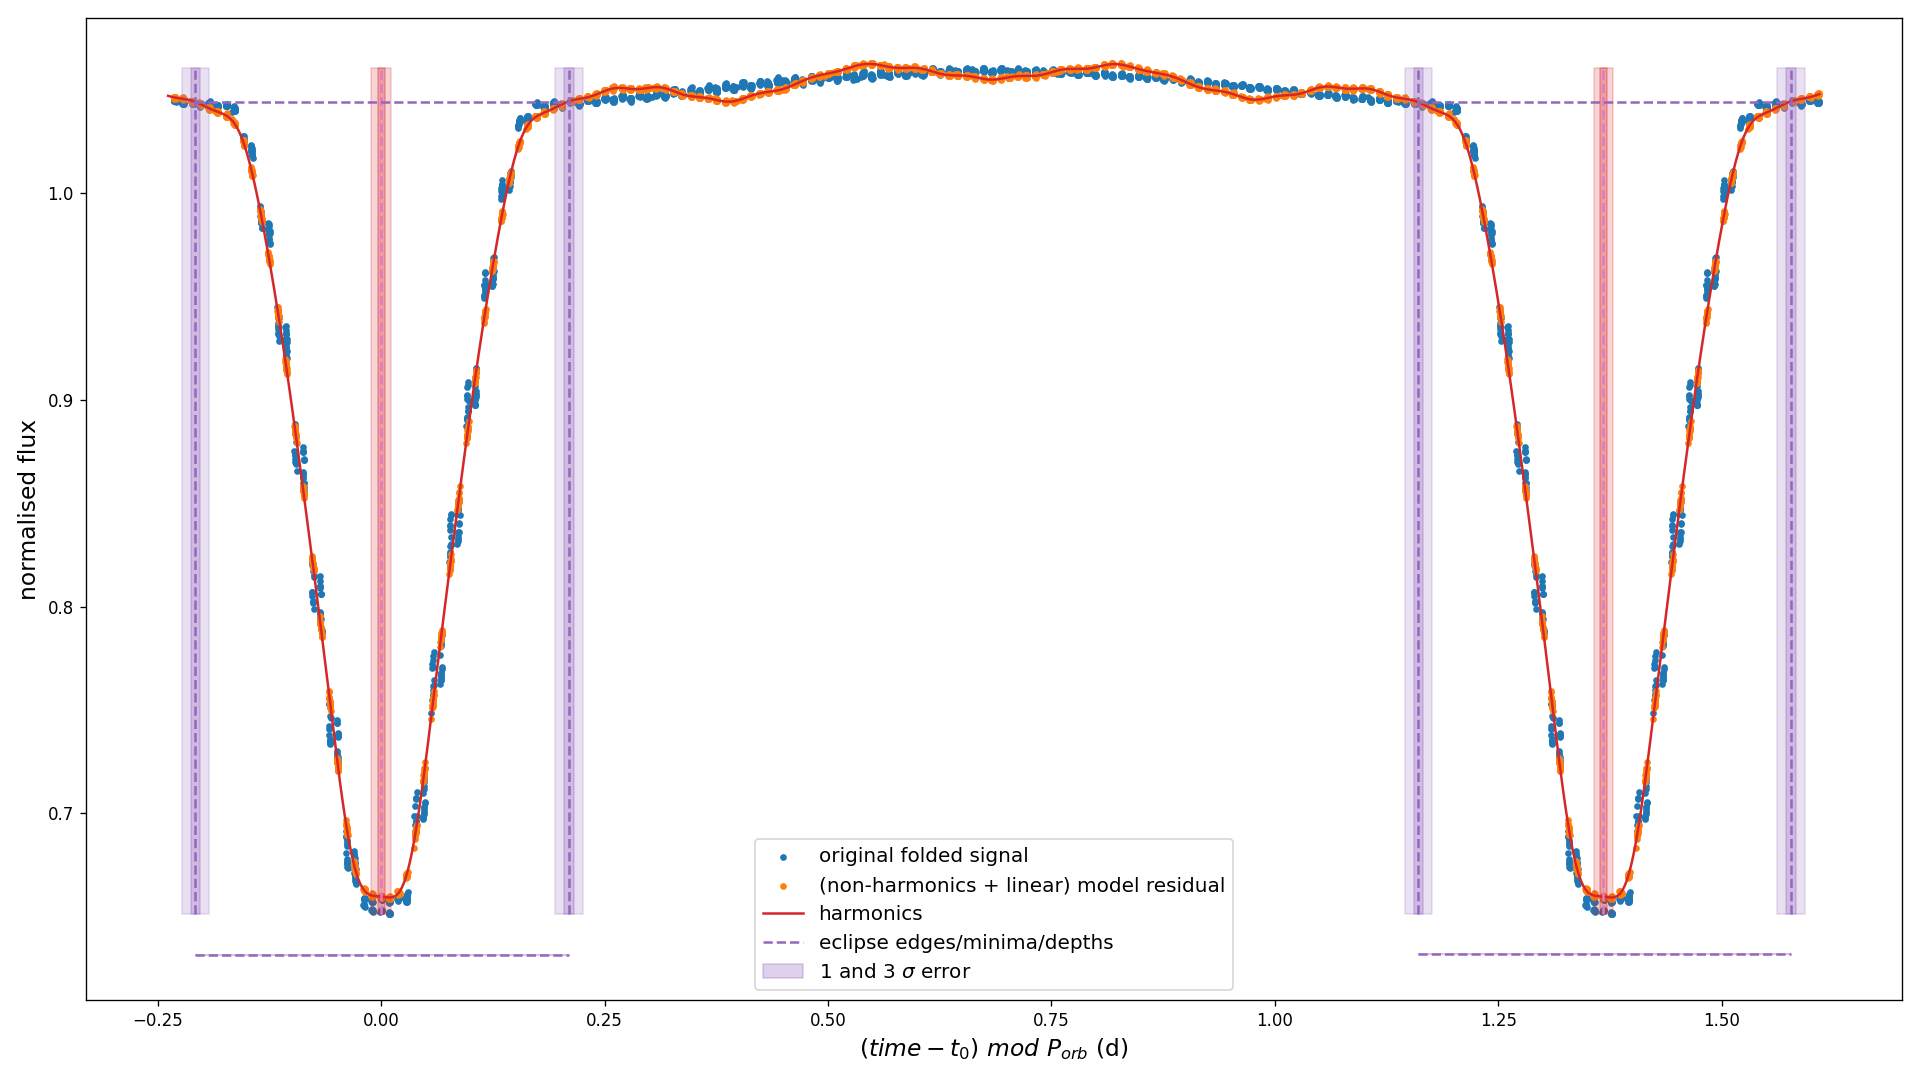 normalised flux
1.0
0.9
0.8
0.7
original folded signal
(non-harmonics + linear) model residual
harmonics
eclipse edges/minima/depths
1 and 3 σ error
−0.25
0.00
0.25
0.50
0.75
1.00
1.25
1.50
(time − t₀) mod P_orb (d)